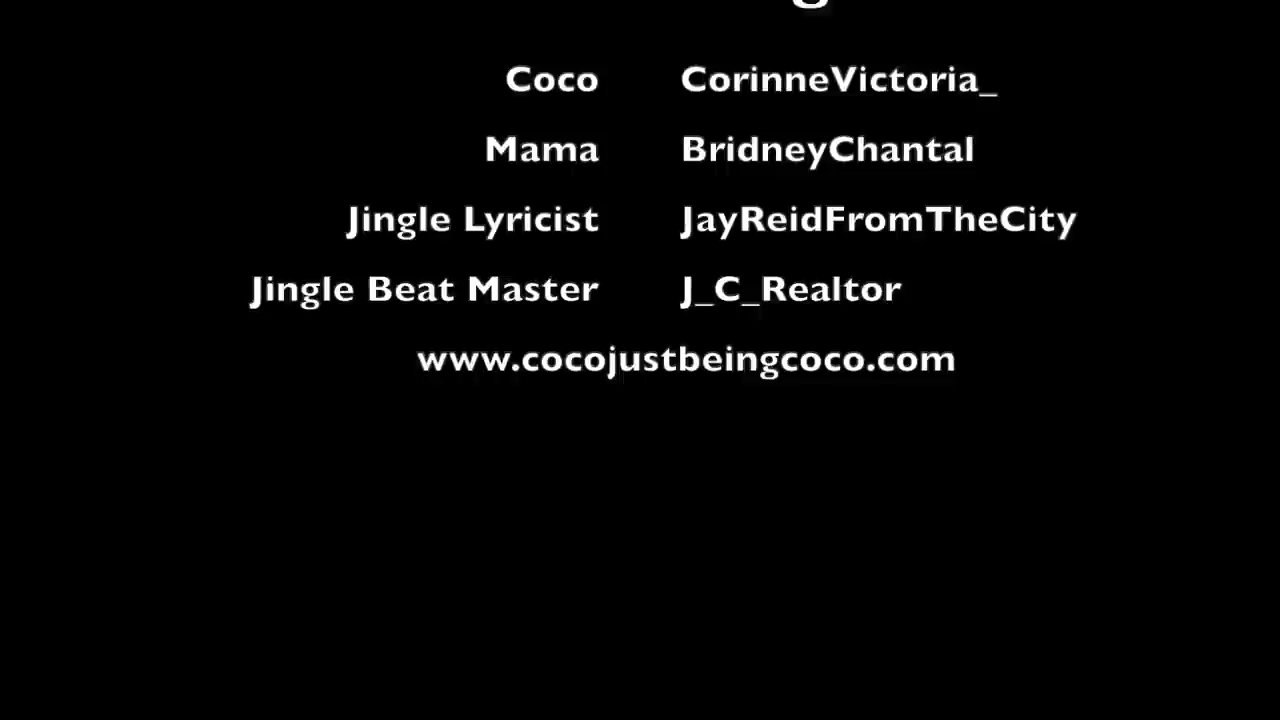 Coco CorinneVictoria_
Mama BridneyChantal
Jingle Lyricist JayReidFromTheCity
Jingle Beat Master J_C_Realtor
www.cocojustbeingcoco.com